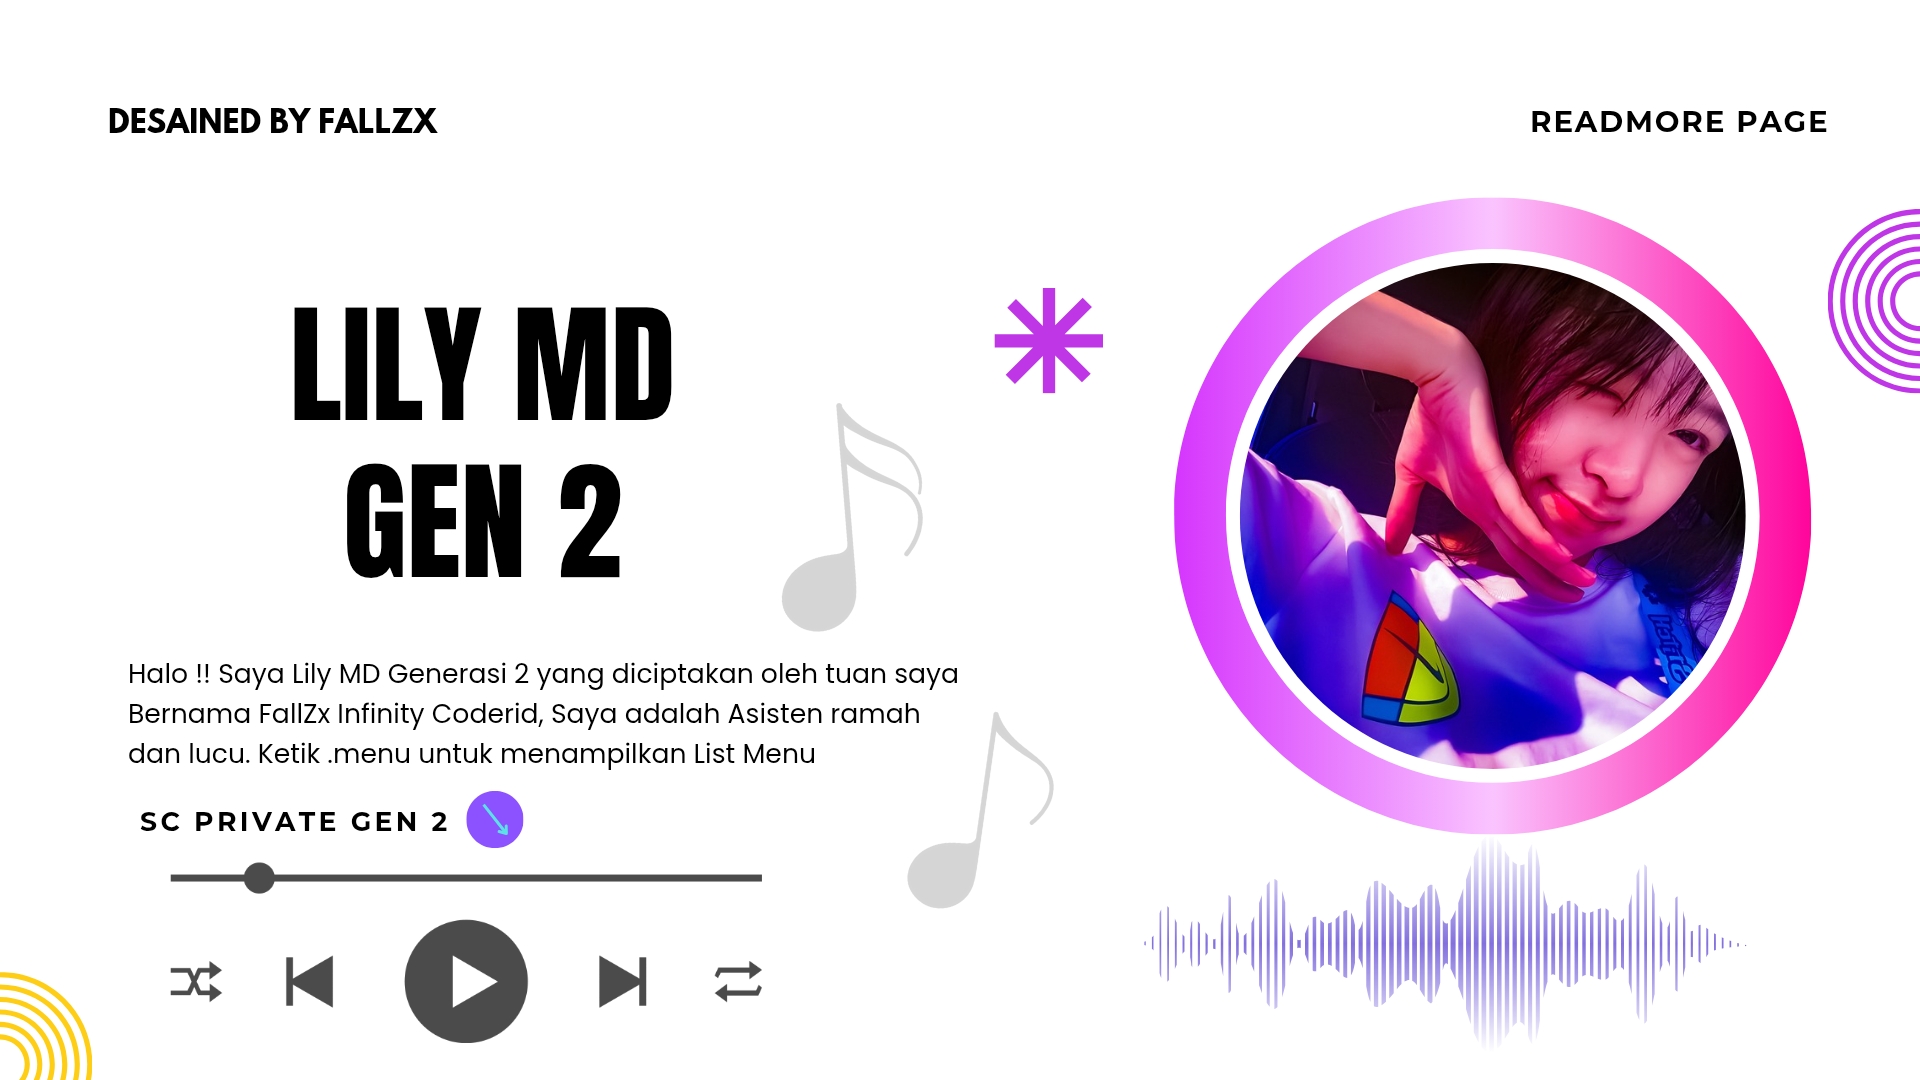 DESAINED BY FALLZX
READMORE PAGE
LILY MD
GEN 2
Halo !! Saya Lily MD Generasi 2 yang diciptakan oleh tuan saya
Bernama FallZx Infinity Coderid, Saya adalah Asisten ramah
dan lucu. Ketik .menu untuk menampilkan List Menu
SC PRIVATE GEN 2